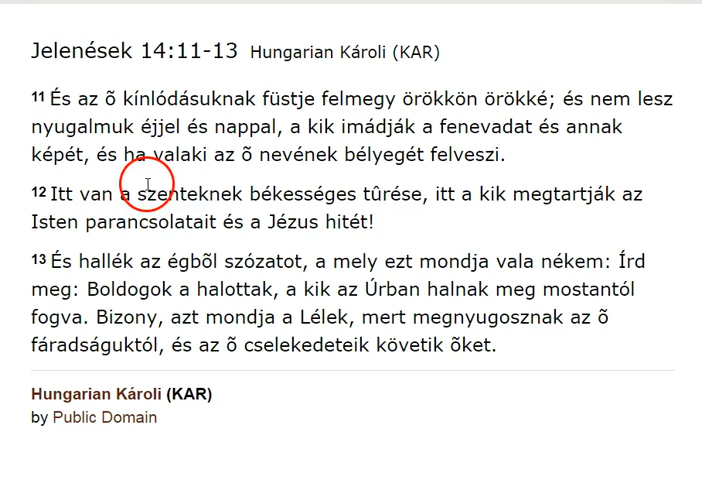 Jelenések 14:11-13 Hungarian Károli (KAR)
11 És az õ kínlódásuknak füstje felmegy örökkön örökké; és nem lesz
nyugalmuk éjjel és nappal, a kik imádják a fenevadat és annak
képét, és ha valaki az õ nevének bélyegét felveszi.
12 Itt van a szenteknek békességes tûrése, itt a kik megtartják az
Isten parancsolatait és a Jézus hitét!
13 És hallék az égbõl szózatot, a mely ezt mondja vala nékem: Írd
meg: Boldogok a halottak, a kik az Úrban halnak meg mostantól
fogva. Bizony, azt mondja a Lélek, mert megnyugosznak az õ
fáradságuktól, és az õ cselekedeteik követik õket.
Hungarian Károli (KAR)
by Public Domain